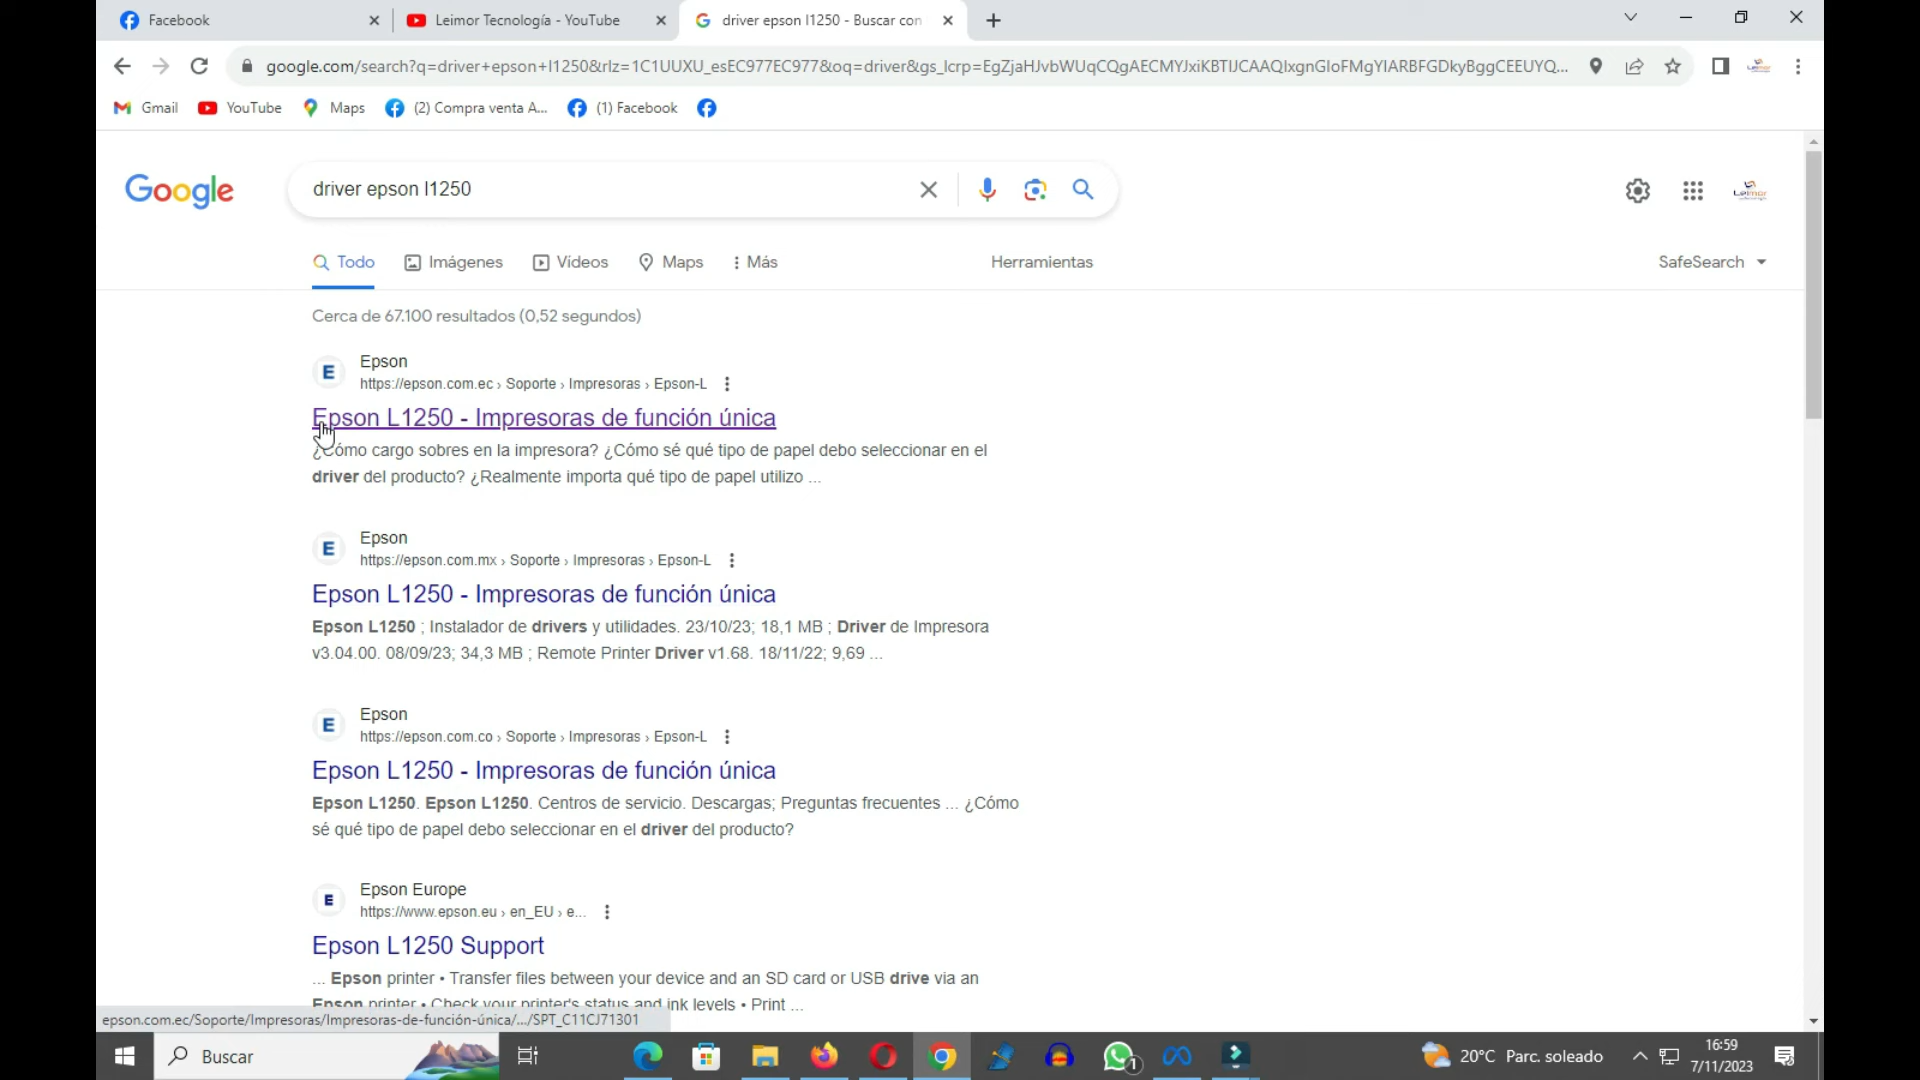 Facebook
Leimor Tecnología - YouTube
driver epson l1250 - Buscar con
google.com/search?q=driver+epson+l1250&rlz=1C1UUXU_esEC977EC977&oq=driver&gs_lcrp=EgZjaHJvbWUqCQgAECMYJxiKBTIJCAAQIxgnGIoFMgYIARBFGDkyBggCEEUYQ...
Gmail
YouTube
Maps
(2) Compra venta A...
(1) Facebook
Google
driver epson l1250
Leimor
Todo
Imágenes
Vídeos
Maps
Más
Herramientas
SafeSearch
Cerca de 67.100 resultados (0,52 segundos)
Epson
https://epson.com.ec › Soporte › Impresoras › Epson-L
Epson L1250 - Impresoras de función única
¿Cómo cargo sobres en la impresora? ¿Cómo sé qué tipo de papel debo seleccionar en el
driver del producto? ¿Realmente importa qué tipo de papel utilizo ...
Epson
https://epson.com.mx › Soporte › Impresoras › Epson-L
Epson L1250 - Impresoras de función única
Epson L1250 ; Instalador de drivers y utilidades. 23/10/23; 18,1 MB ; Driver de Impresora
v3.04.00. 08/09/23; 34,3 MB ; Remote Printer Driver v1.68. 18/11/22; 9,69 ...
Epson
https://epson.com.co › Soporte › Impresoras › Epson-L
Epson L1250 - Impresoras de función única
Epson L1250. Epson L1250. Centros de servicio. Descargas; Preguntas frecuentes ... ¿Cómo
sé qué tipo de papel debo seleccionar en el driver del producto?
Epson Europe
https://www.epson.eu › en_EU › e...
Epson L1250 Support
... Epson printer • Transfer files between your device and an SD card or USB drive via an
Epson printer • Check your printer's status and ink levels • Print ...
epson.com.ec/Soporte/Impresoras/Impresoras-de-función-única/.../SPT_C11CJ71301
Buscar
1
20°C Parc. soleado
16:59
7/11/2023